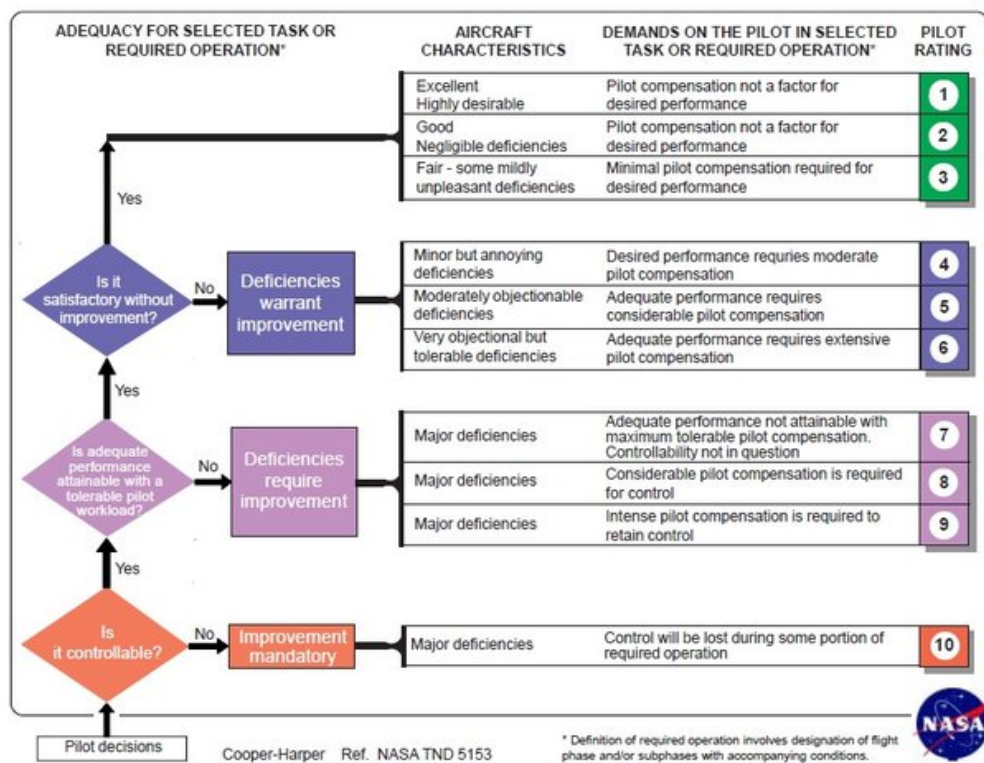 ADEQUACY FOR SELECTED TASK OR
REQUIRED OPERATION*
AIRCRAFT
CHARACTERISTICS
DEMANDS ON THE PILOT IN SELECTED
TASK OR REQUIRED OPERATION*
PILOT
RATING
Excellent
Highly desirable
Pilot compensation not a factor for
desired performance
1
Good
Negligible deficiencies
Pilot compensation not a factor for
desired performance
2
Fair - some mildly
unpleasant deficiencies
Minimal pilot compensation required for
desired performance
3
Yes
Is it
satisfactory without
improvement?
No
Deficiencies
warrant
improvement
Minor but annoying
deficiencies
Desired performance requries moderate
pilot compensation
4
Moderately objectionable
deficiencies
Adequate performance requires
considerable pilot compensation
5
Very objectional but
tolerable deficiencies
Adequate performance requires extensive
pilot compensation
6
Yes
Is adequate
performance
attainable with a
tolerable pilot
workload?
No
Deficiencies
require
improvement
Major deficiencies
Adequate performance not attainable with
maximum tolerable pilot compensation.
Controllability not in question
7
Major deficiencies
Considerable pilot compensation is required
for control
8
Major deficiencies
Intense pilot compensation is required to
retain control
9
Yes
Is
it controllable?
No
Improvement
mandatory
Major deficiencies
Control will be lost during some portion of
required operation
10
Pilot decisions
Cooper-Harper Ref. NASA TND 5153
* Definition of required operation involves designation of flight
phase and/or subphases with accompanying conditions.
NASA